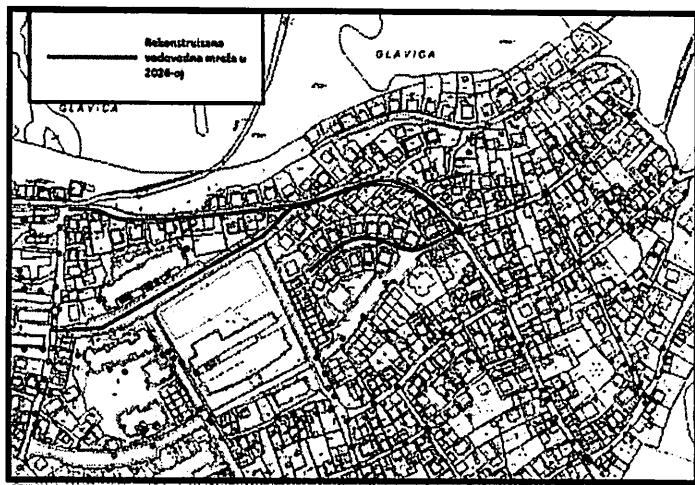 Rekonstruisana
vodovodna mreža u
2026-oj
GLAVICA
GLAVICA